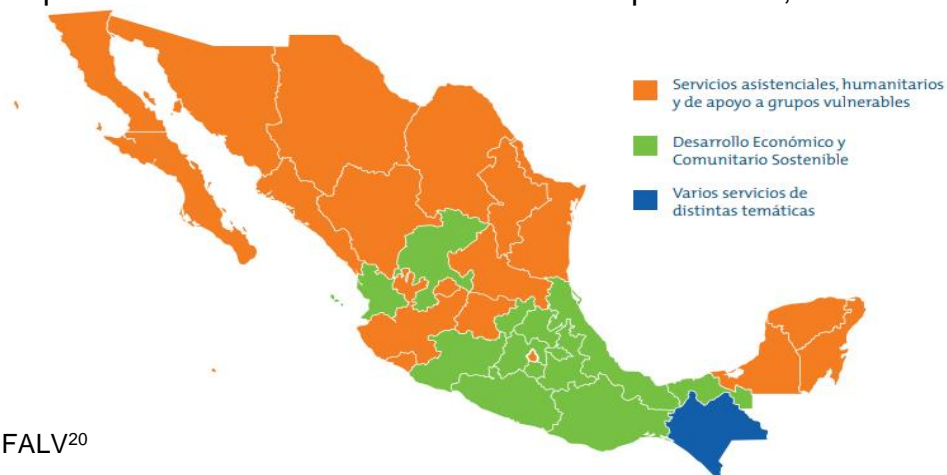 Servicios asistenciales, humanitarios
y de apoyo a grupos vulnerables
Desarrollo Económico y
Comunitario Sostenible
Varios servicios de
distintas temáticas
FALV20